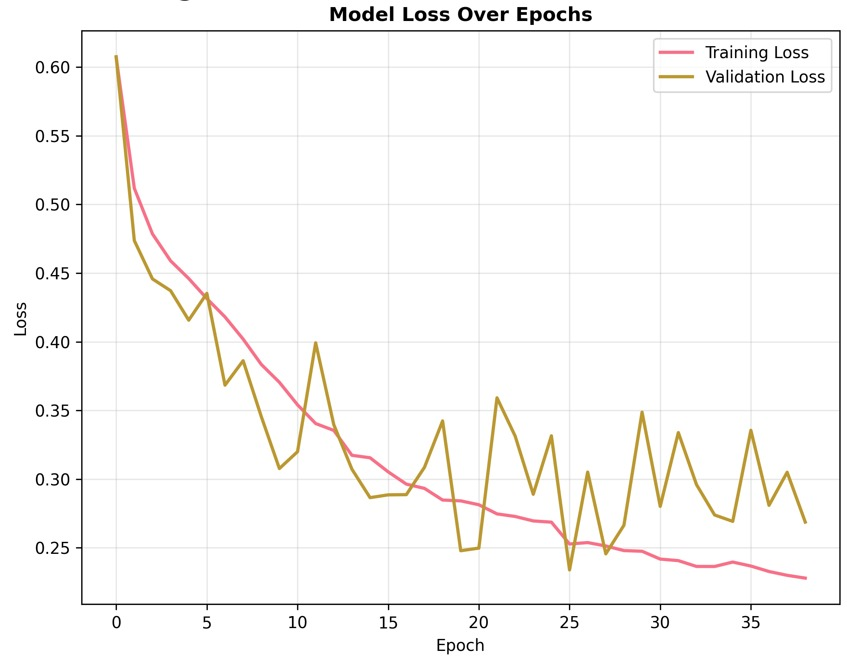 Model Loss Over Epochs
Training Loss
Validation Loss
0.60
0.55
0.50
0.45
0.40
0.35
0.30
0.25
Loss
0 5 10 15 20 25 30 35
Epoch